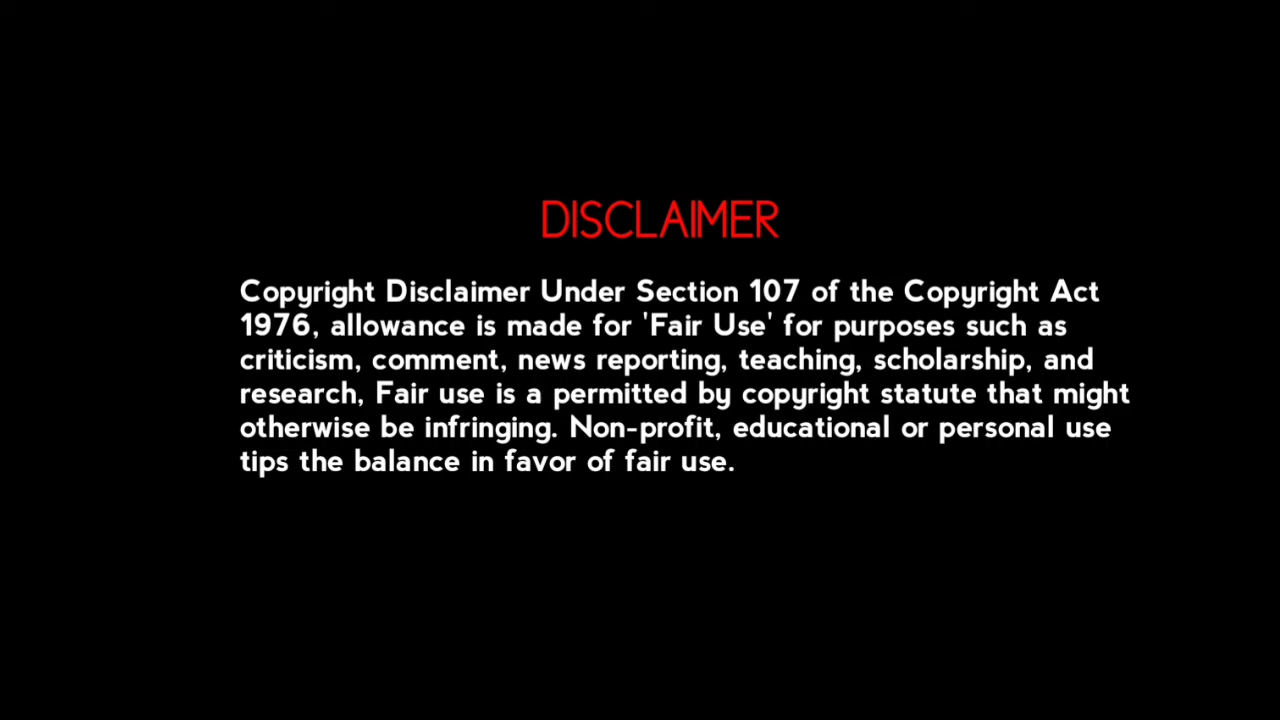 DISCLAIMER
Copyright Disclaimer Under Section 107 of the Copyright Act
1976, allowance is made for 'Fair Use' for purposes such as
criticism, comment, news reporting, teaching, scholarship, and
research, Fair use is a permitted by copyright statute that might
otherwise be infringing. Non-profit, educational or personal use
tips the balance in favor of fair use.